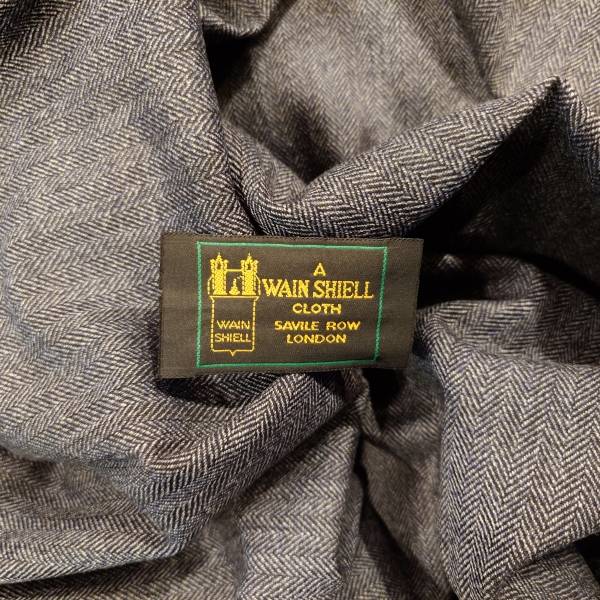 A
WAIN SHIELL
CLOTH
SAVILE ROW
LONDON
WAIN
SHIELL